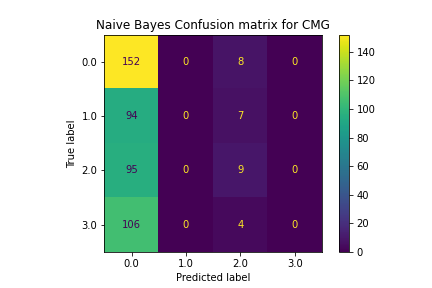 Naive Bayes Confusion matrix for CMG
0.0 152 0 8 0
1.0 94 0 7 0
2.0 95 0 9 0
3.0 106 0 4 0
True label
0.0 1.0 2.0 3.0
Predicted label
140
120
100
80
60
40
20
0